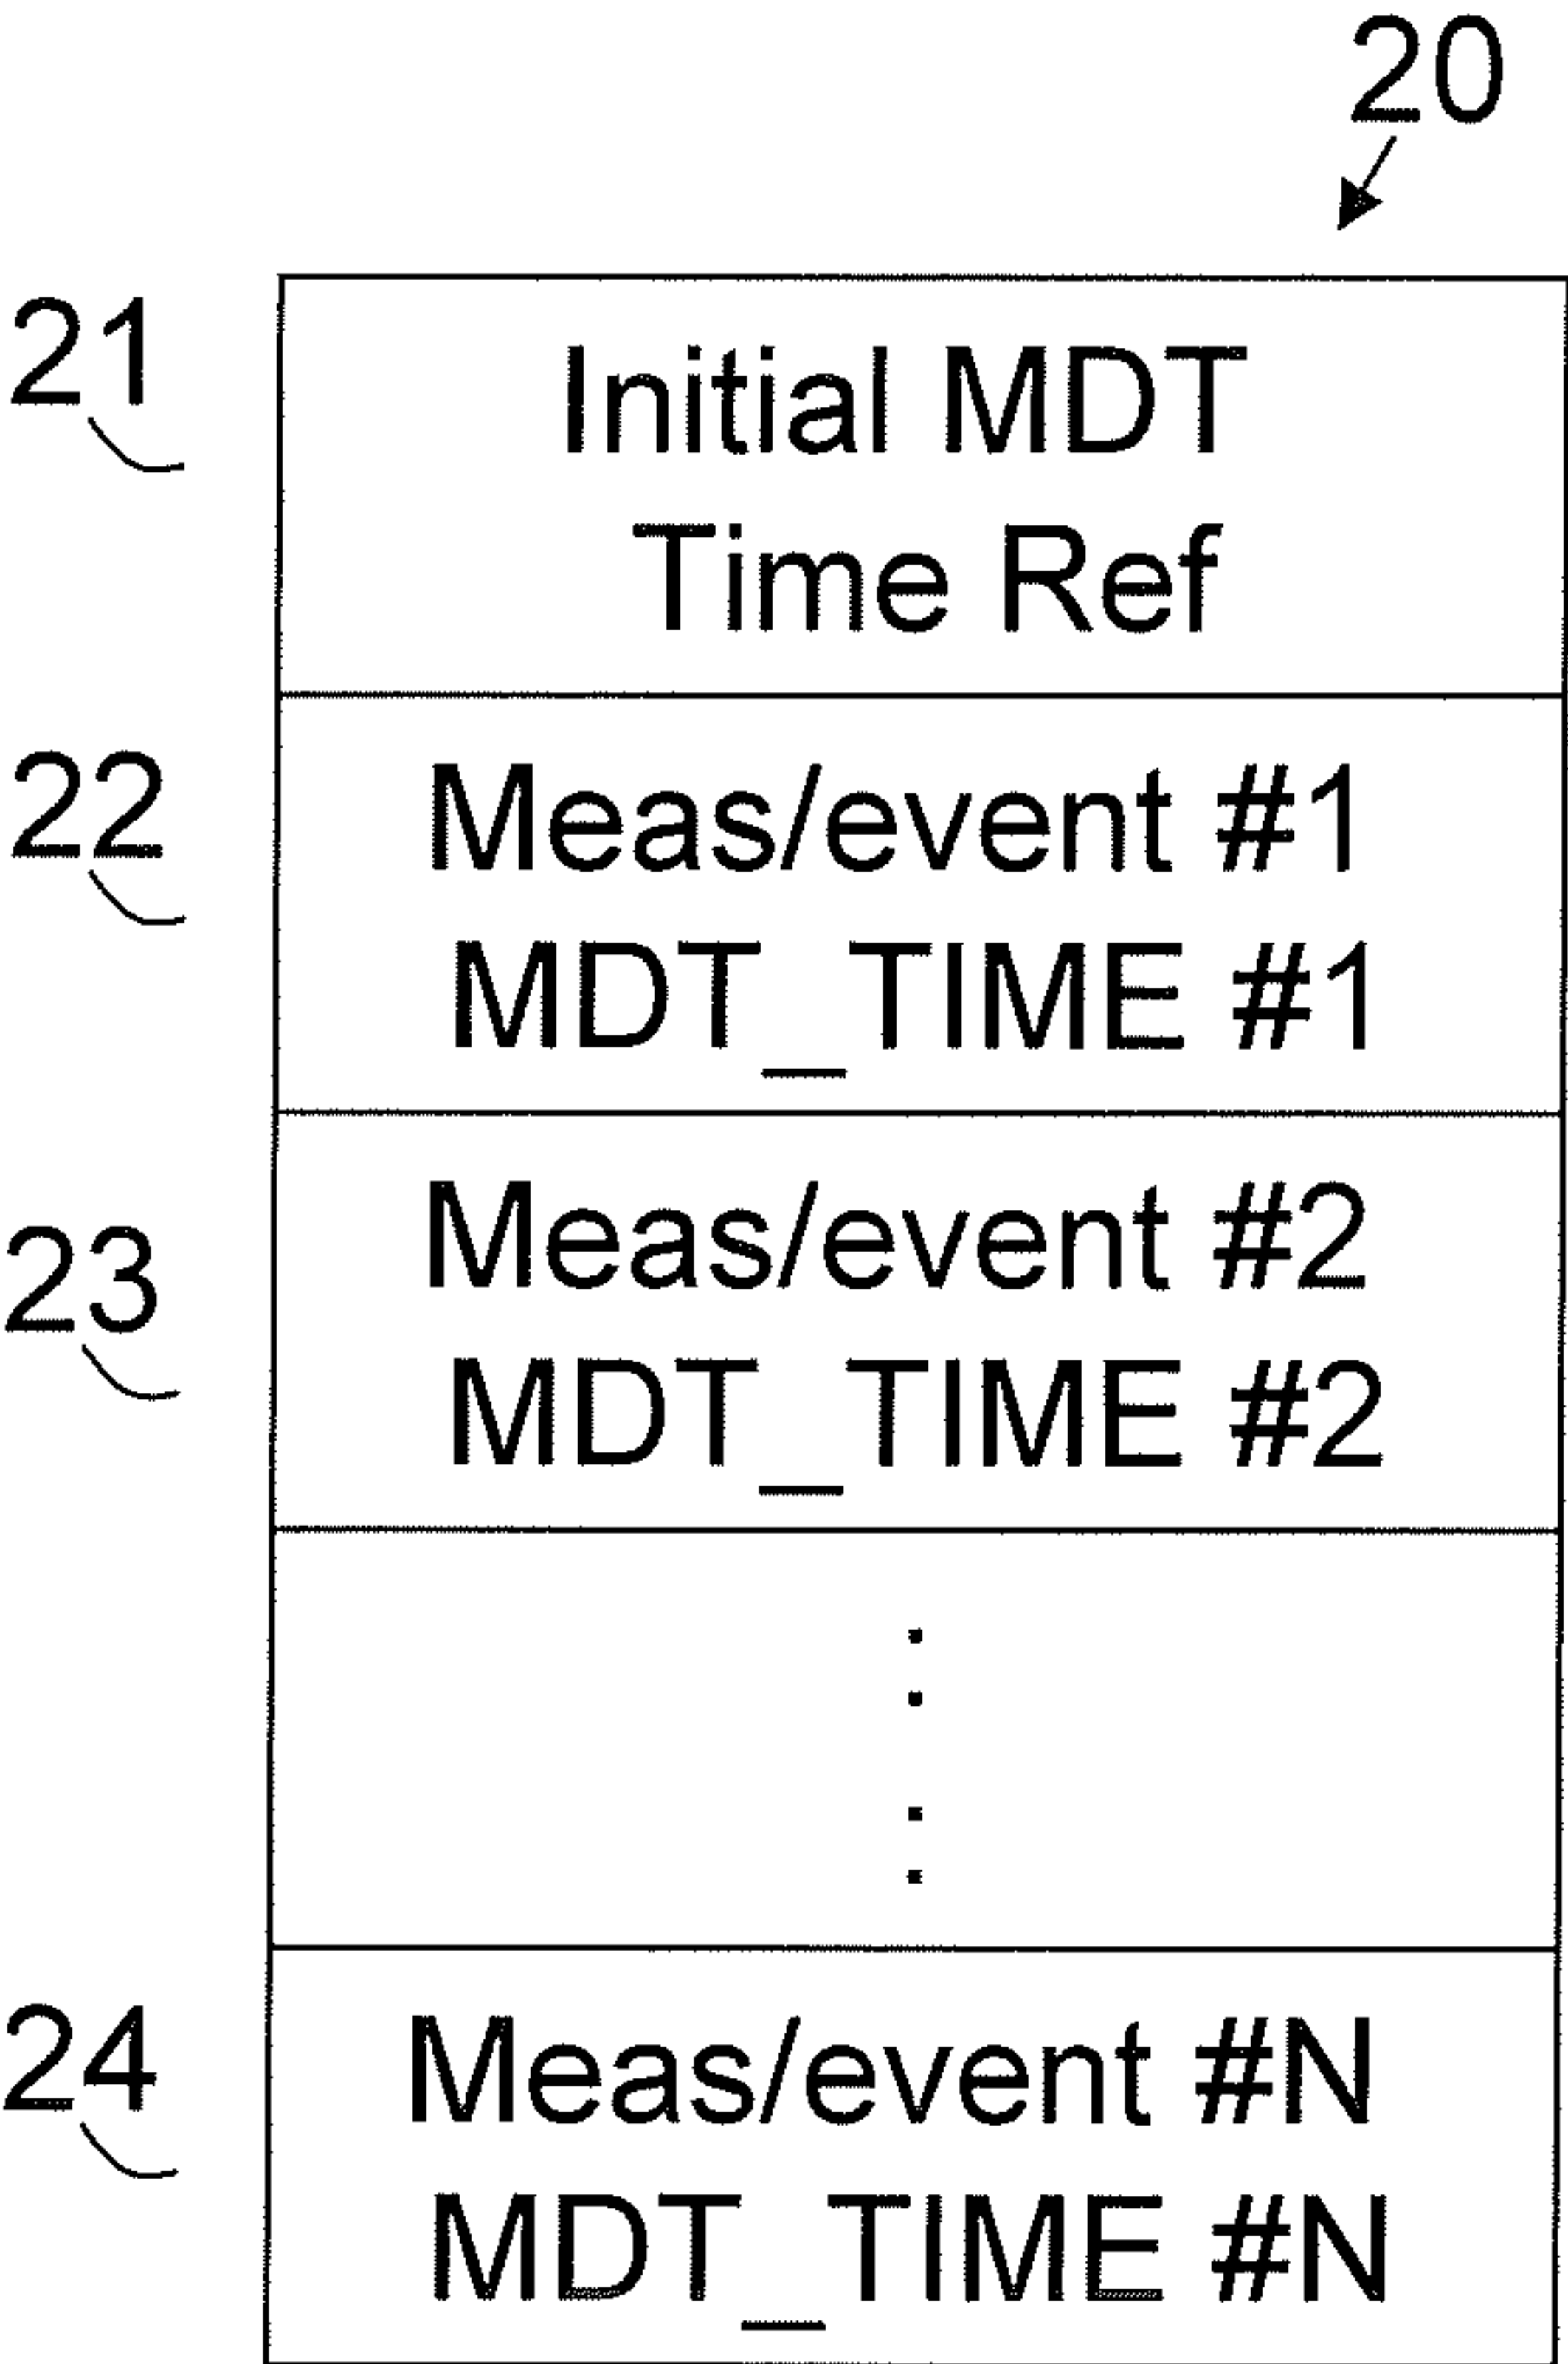 20
21
Initial MDT
Time Ref
22
Meas/event #1
MDT_TIME #1
23
Meas/event #2
MDT_TIME #2
24
Meas/event #N
MDT_TIME #N